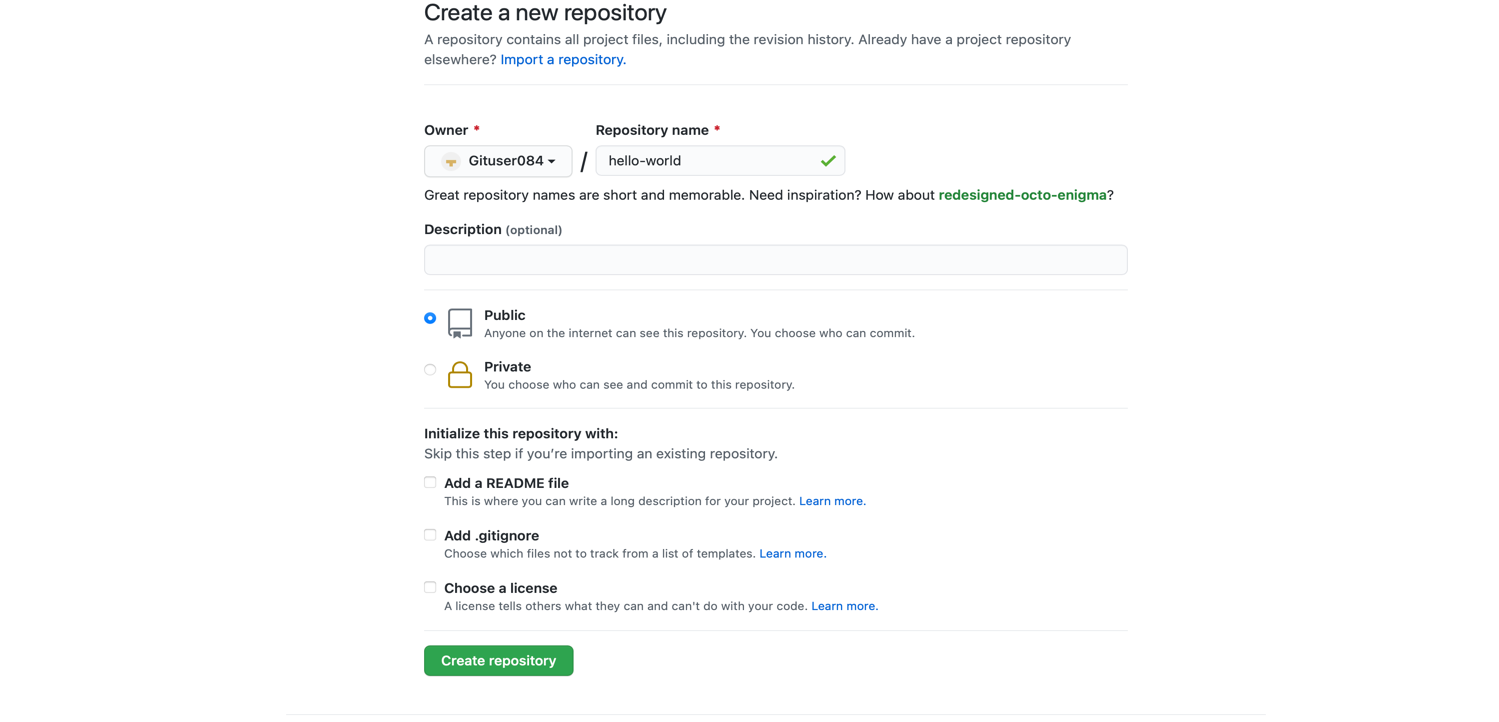 Create a new repository
A repository contains all project files, including the revision history. Already have a project repository
elsewhere? Import a repository.
Owner * Repository name *
Gituser084 / hello-world
Great repository names are short and memorable. Need inspiration? How about redesigned-octo-enigma?
Description (optional)
Public
Anyone on the internet can see this repository. You choose who can commit.
Private
You choose who can see and commit to this repository.
Initialize this repository with:
Skip this step if you’re importing an existing repository.
Add a README file
This is where you can write a long description for your project. Learn more.
Add .gitignore
Choose which files not to track from a list of templates. Learn more.
Choose a license
A license tells others what they can and can't do with your code. Learn more.
Create repository